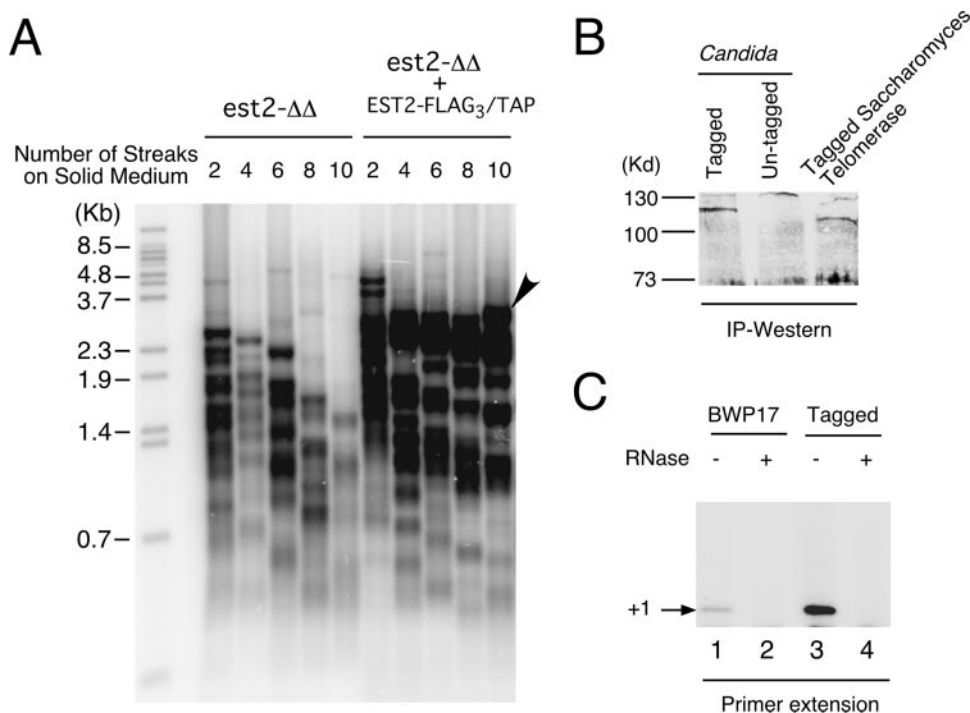 A
est2-ΔΔ
est2-ΔΔ
+
EST2-FLAG3/TAP
Number of Streaks
on Solid Medium
2 4 6 8 10 2 4 6 8 10
(Kb)
8.5
4.8
3.7
2.3
1.9
1.4
0.7
B
Candida
Tagged
Un-tagged
Tagged Saccharomyces
Telomerase
(Kd)
130
100
73
IP-Western
C
BWP17 Tagged
RNase - + - +
+1
1 2 3 4
Primer extension